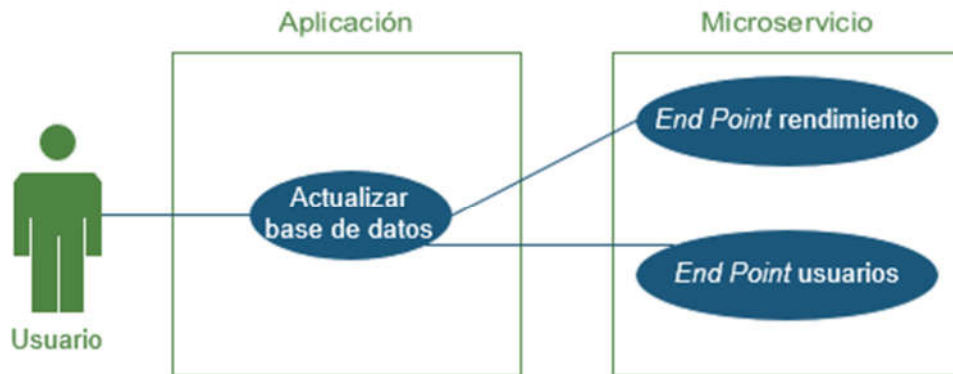 Aplicación
Microservicio
End Point rendimiento
Actualizar
base de datos
End Point usuarios
Usuario